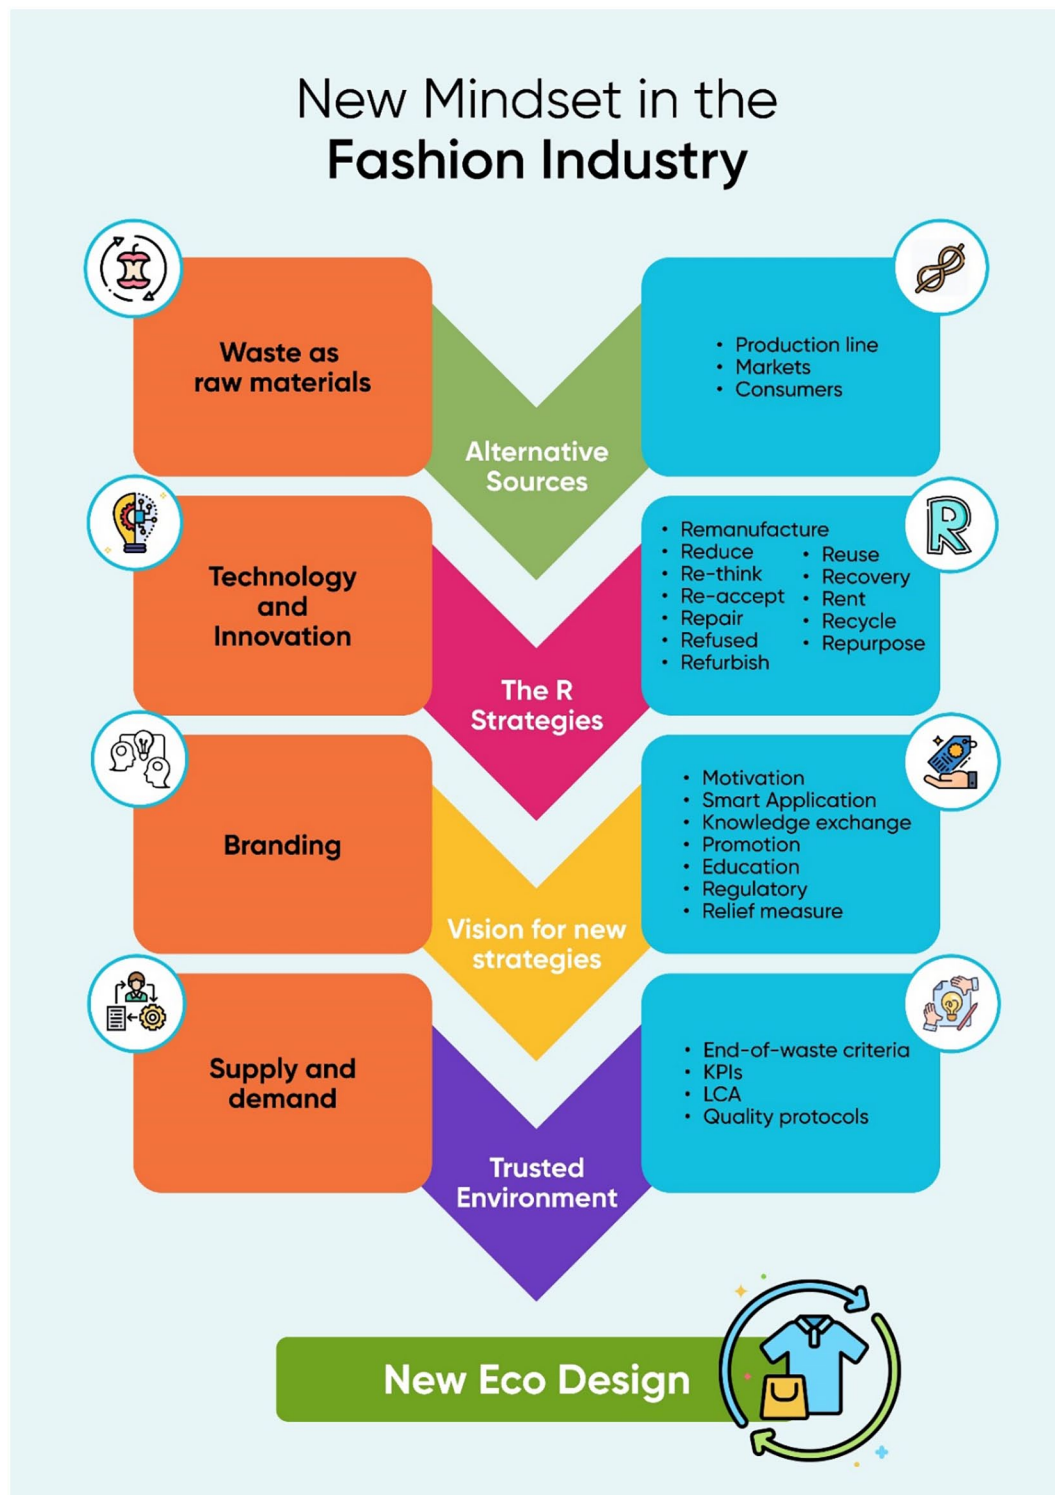 New Mindset in the
Fashion Industry
Waste as
raw materials
Alternative
Sources
• Production line
• Markets
• Consumers
Technology
and
Innovation
The R
Strategies
• Remanufacture
• Reduce
• Re-think
• Re-accept
• Repair
• Refused
• Refurbish
• Reuse
• Recovery
• Rent
• Recycle
• Repurpose
R
Branding
Vision for new
strategies
• Motivation
• Smart Application
• Knowledge exchange
• Promotion
• Education
• Regulatory
• Relief measure
Supply and
demand
Trusted
Environment
• End-of-waste criteria
• KPIs
• LCA
• Quality protocols
New Eco Design